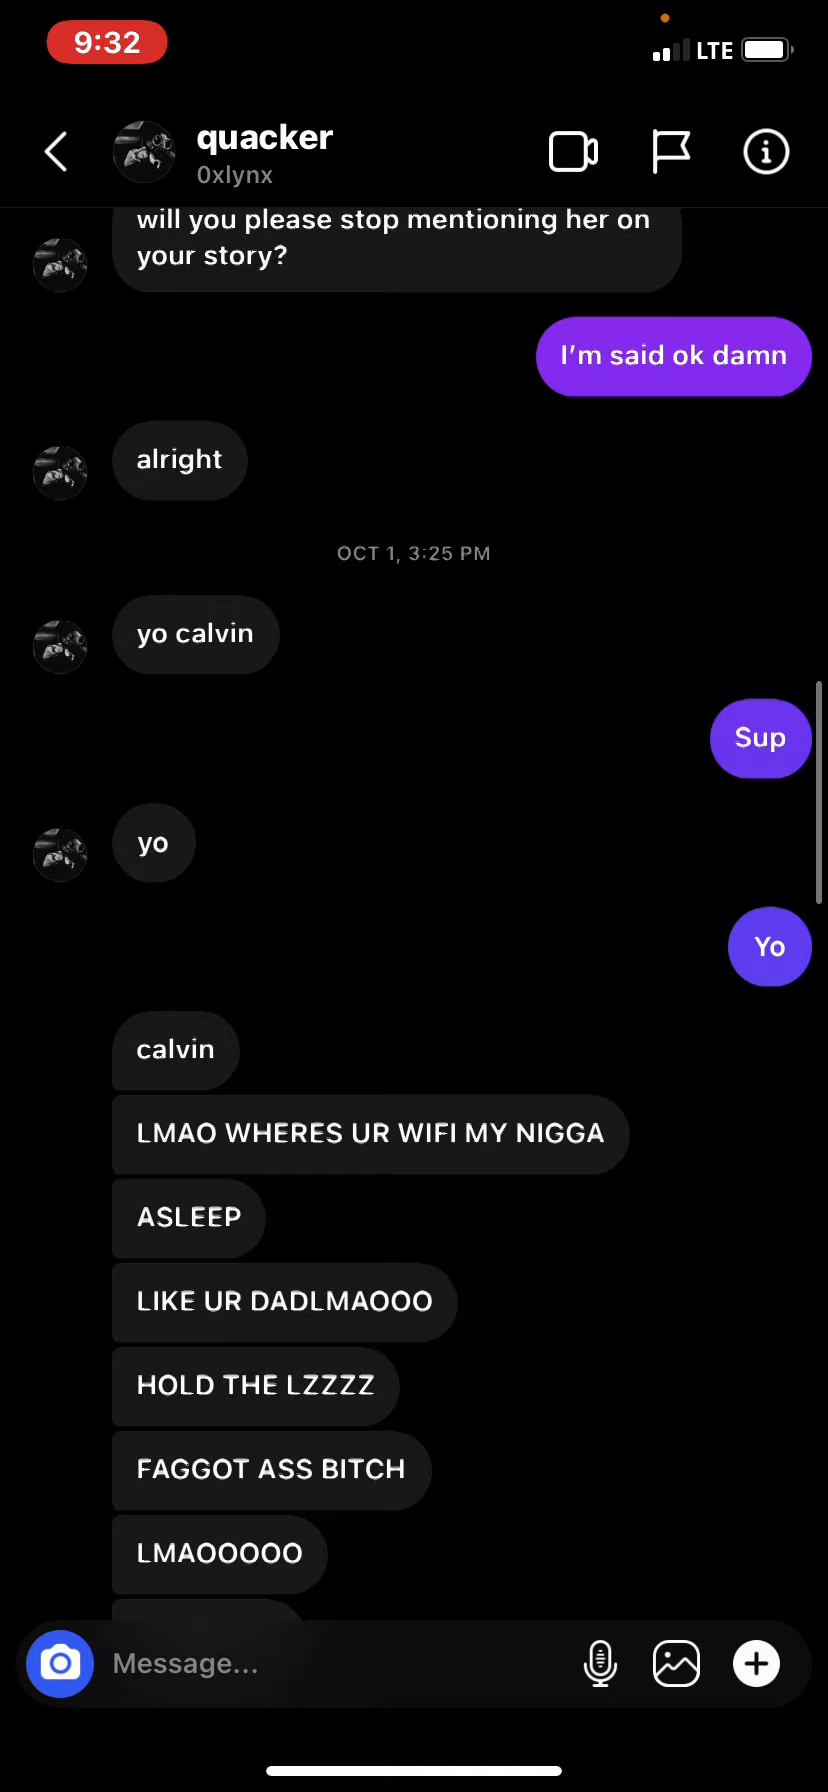 9:32
LTE
quacker
0xlynx
will you please stop mentioning her on
your story?
I'm said ok damn
alright
OCT 1, 3:25 PM
yo calvin
Sup
yo
Yo
calvin
LMAO WHERES UR WIFI MY NIGGA
ASLEEP
LIKE UR DADLMAOOO
HOLD THE LZZZZ
FAGGOT ASS BITCH
LMAOOOOO
Message...